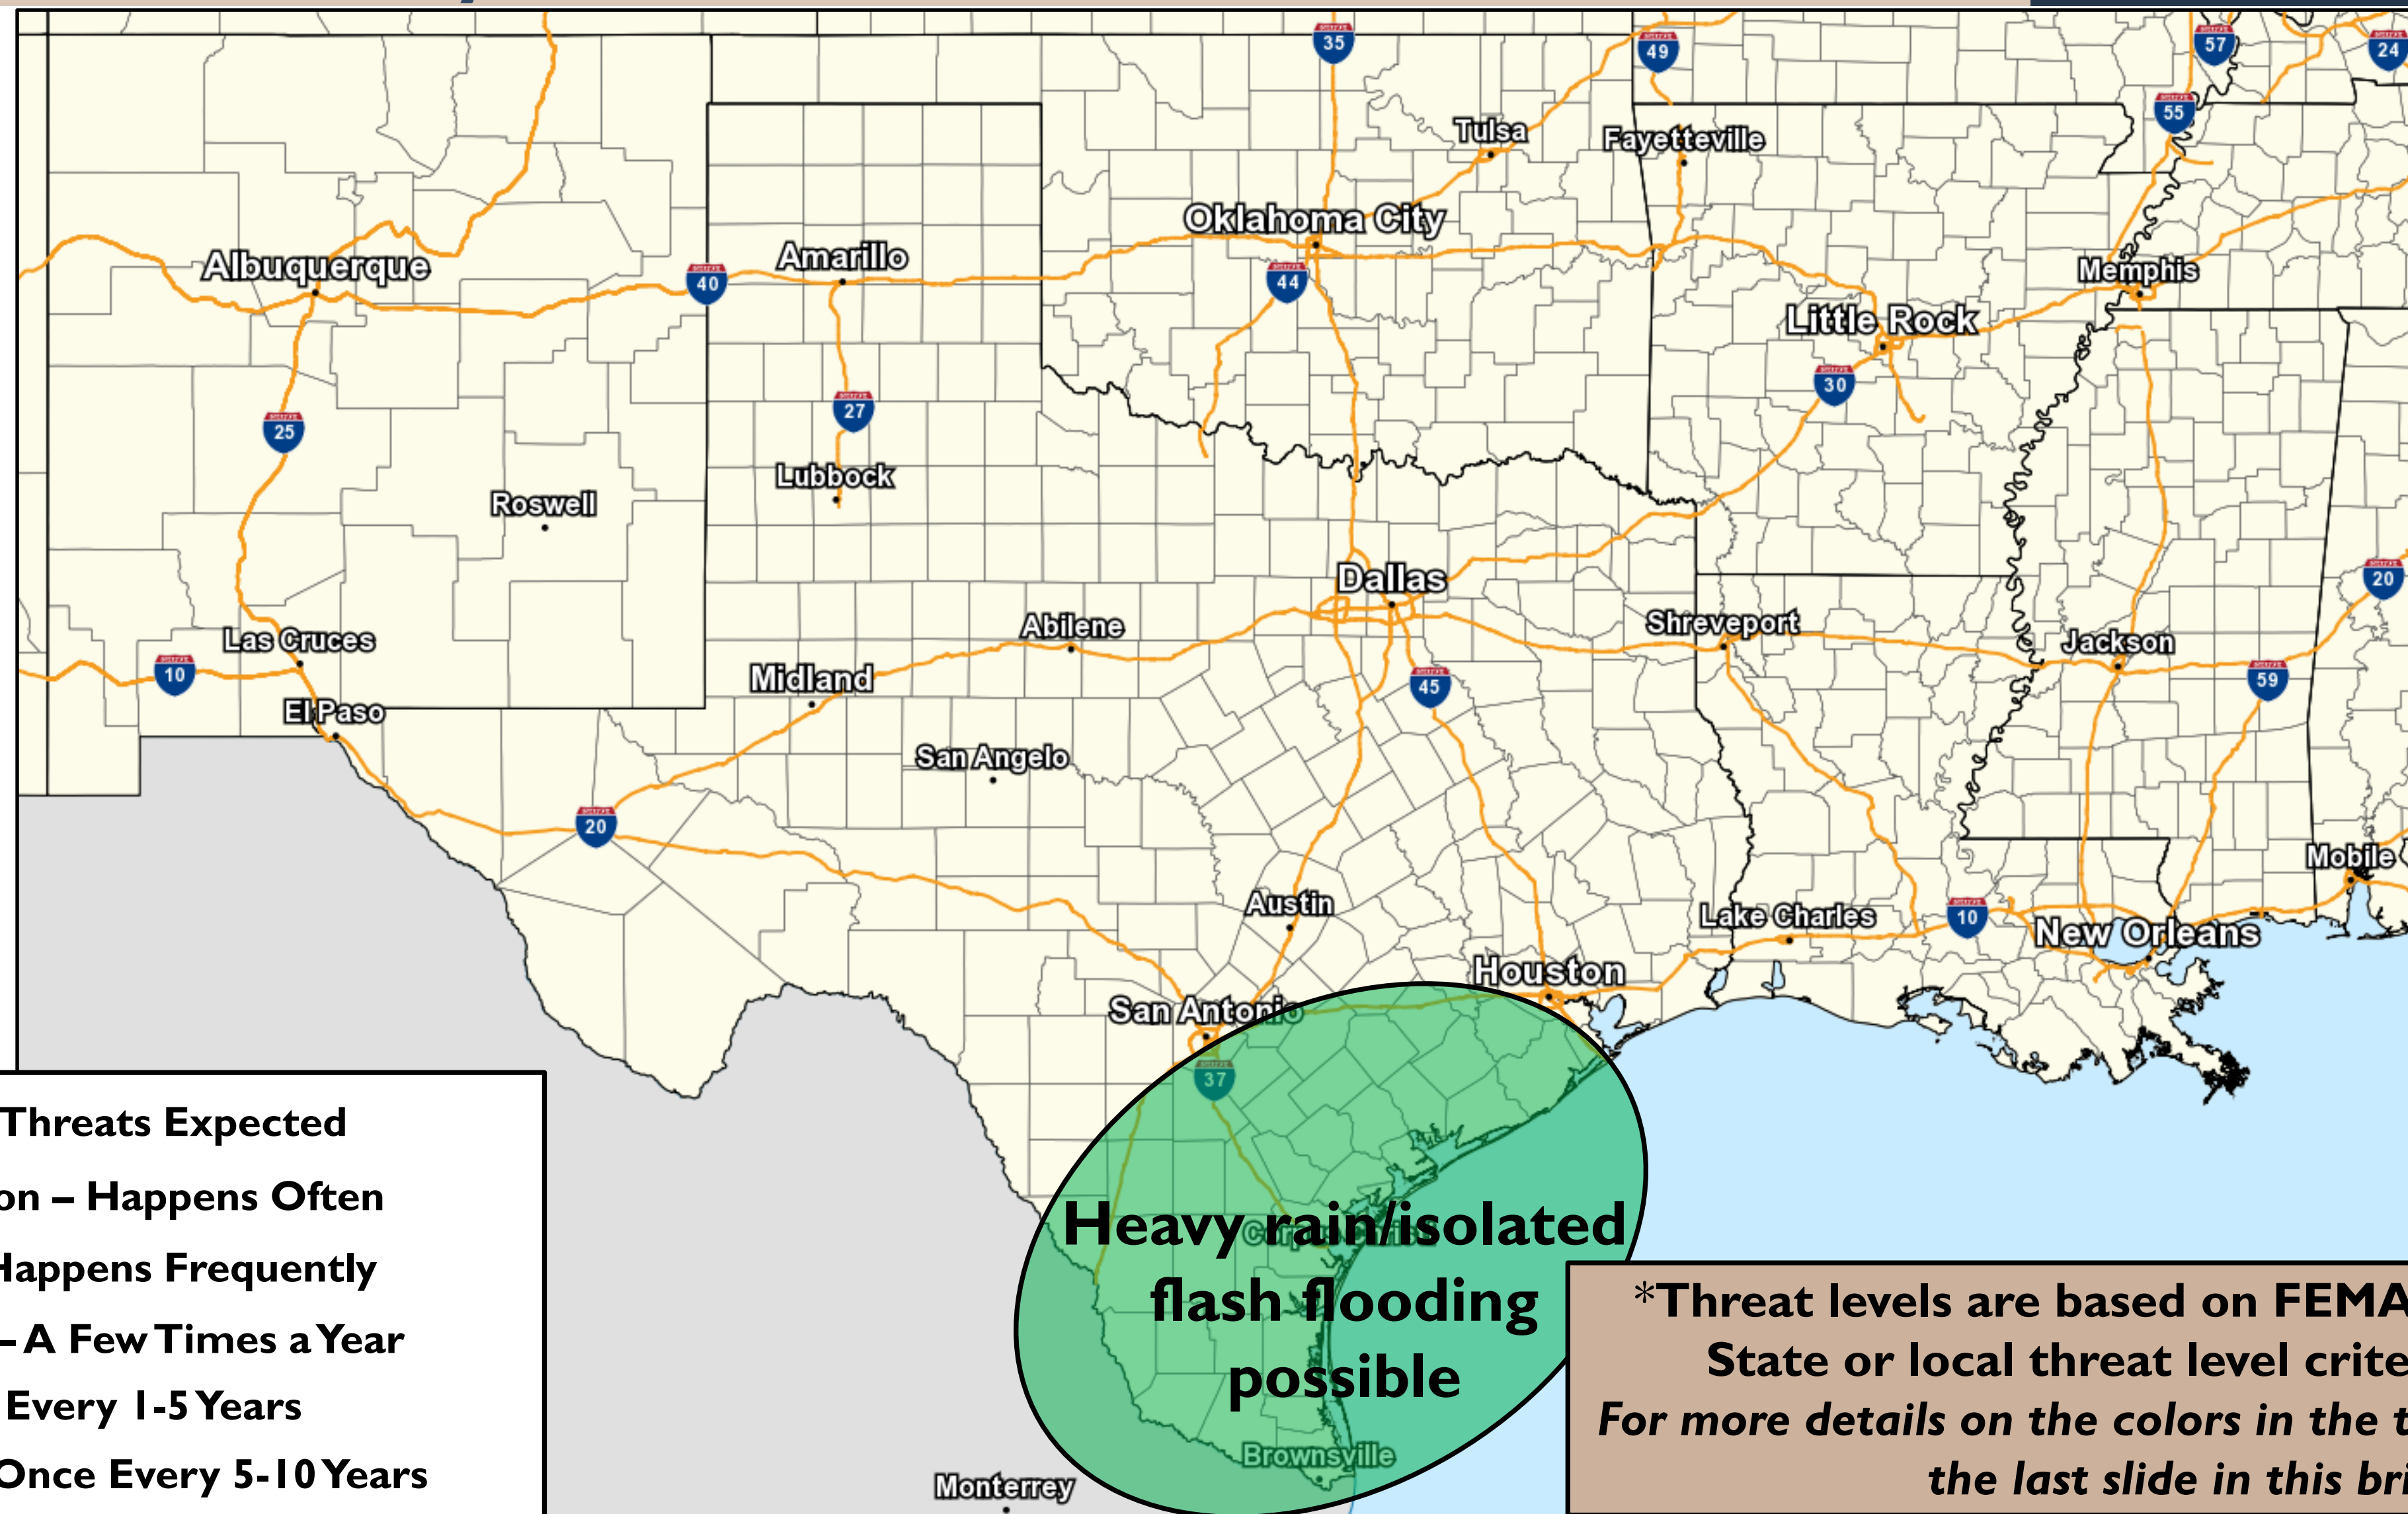 35
49
57
24
55
Tulsa
Fayetteville
Oklahoma City
Albuquerque
Amarillo
40
44
Memphis
Little Rock
30
25
27
Lubbock
Roswell
Dallas
20
Las Cruces
Abilene
Shreveport
Jackson
10
Midland
45
59
El Paso
San Angelo
20
Mobile
Austin
Lake Charles
10
New Orleans
Houston
San Antonio
37
Threats Expected
on – Happens Often
Happens Frequently
– A Few Times a Year
Every 1-5 Years
Once Every 5-10 Years
Corpus Christi
Heavy rain/isolated
flash flooding
possible
Brownsville
Monterrey
*Threat levels are based on FEMA
State or local threat level crite
For more details on the colors in the t
the last slide in this bri